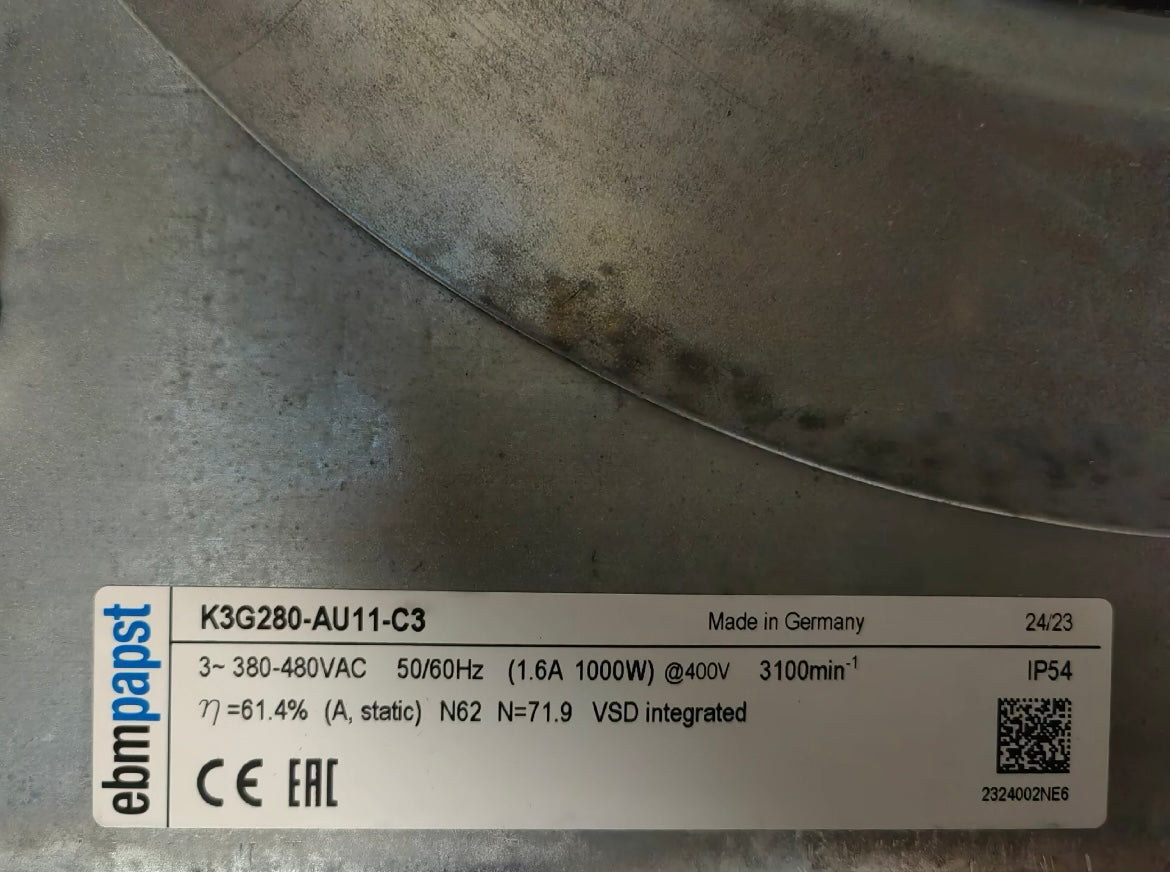 ebmpapst
K3G280-AU11-C3 Made in Germany 24/23
3~ 380-480VAC 50/60Hz (1.6A 1000W) @400V 3100min⁻¹ IP54
η =61.4% (A, static) N62 N=71.9 VSD integrated
CE EAC
2324002NE6